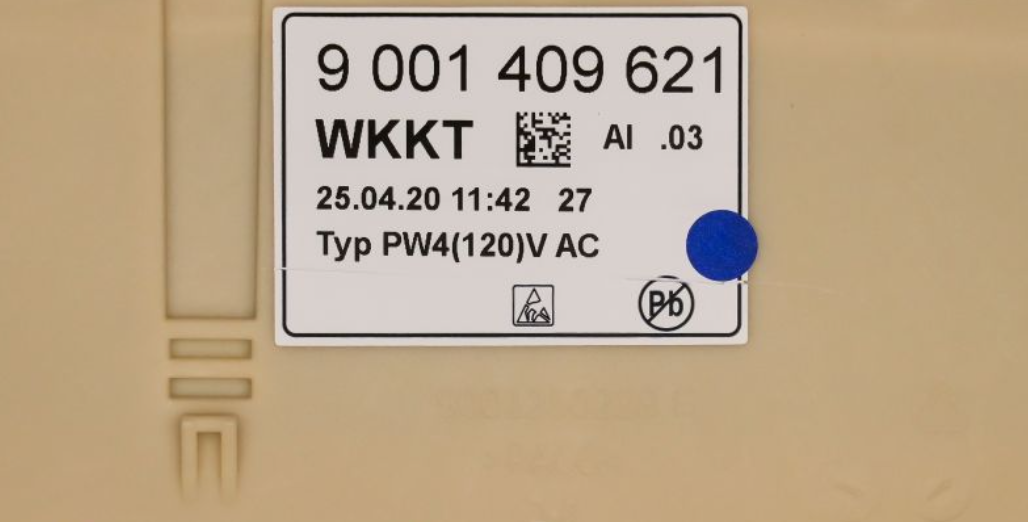 9 001 409 621
WKKT AI .03
25.04.20 11:42 27
Typ PW4(120)V AC
Pb